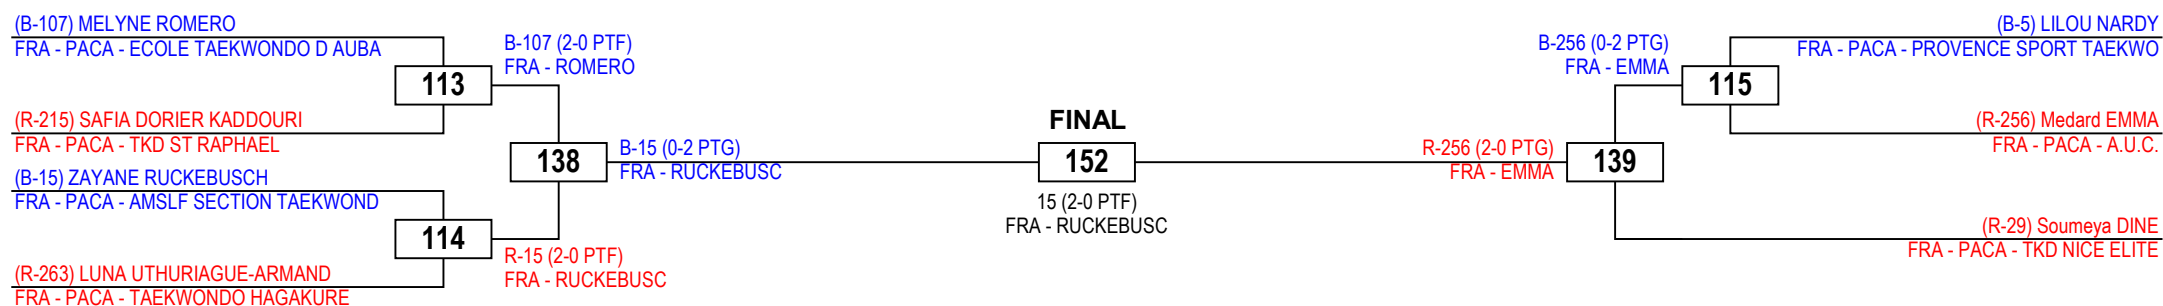 (B-107) MELYNE ROMERO
FRA - PACA - ECOLE TAEKWONDO D AUBA
B-107 (2-0 PTF)
FRA - ROMERO
113
(R-215) SAFIA DORIER KADDOURI
FRA - PACA - TKD ST RAPHAEL
138
B-15 (0-2 PTG)
FRA - RUCKEBUSC
(B-15) ZAYANE RUCKEBUSCH
FRA - PACA - AMSLF SECTION TAEKWOND
114
R-15 (2-0 PTF)
FRA - RUCKEBUSC
(R-263) LUNA UTHURIAGUE-ARMAND
FRA - PACA - TAEKWONDO HAGAKURE
FINAL
152
15 (2-0 PTF)
FRA - RUCKEBUSC
(B-5) LILOU NARDY
FRA - PACA - PROVENCE SPORT TAEKWO
B-256 (0-2 PTG)
FRA - EMMA
115
(R-256) Medard EMMA
FRA - PACA - A.U.C.
R-256 (2-0 PTG)
FRA - EMMA
139
(R-29) Soumeya DINE
FRA - PACA - TKD NICE ELITE